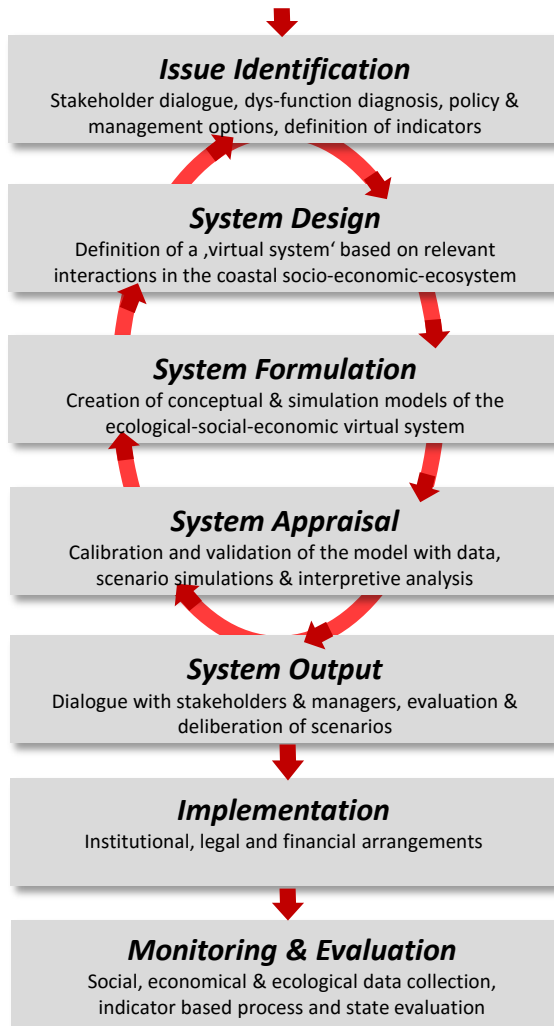 Issue Identification
Stakeholder dialogue, dys-function diagnosis, policy &
management options, definition of indicators
System Design
Definition of a ‚virtual system‘ based on relevant
interactions in the coastal socio-economic-ecosystem
System Formulation
Creation of conceptual & simulation models of the
ecological-social-economic virtual system
System Appraisal
Calibration and validation of the model with data,
scenario simulations & interpretive analysis
System Output
Dialogue with stakeholders & managers, evaluation &
deliberation of scenarios
Implementation
Institutional, legal and financial arrangements
Monitoring & Evaluation
Social, economical & ecological data collection,
indicator based process and state evaluation